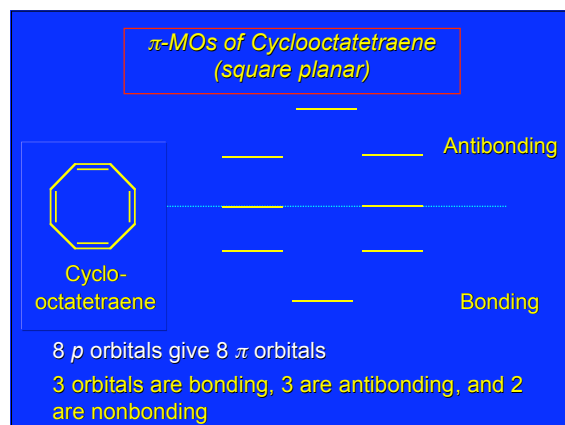 π-MOs of Cyclooctatetraene
(square planar)
Antibonding
Cyclo-
octatetraene
Bonding
8 p orbitals give 8 π orbitals
3 orbitals are bonding, 3 are antibonding, and 2
are nonbonding